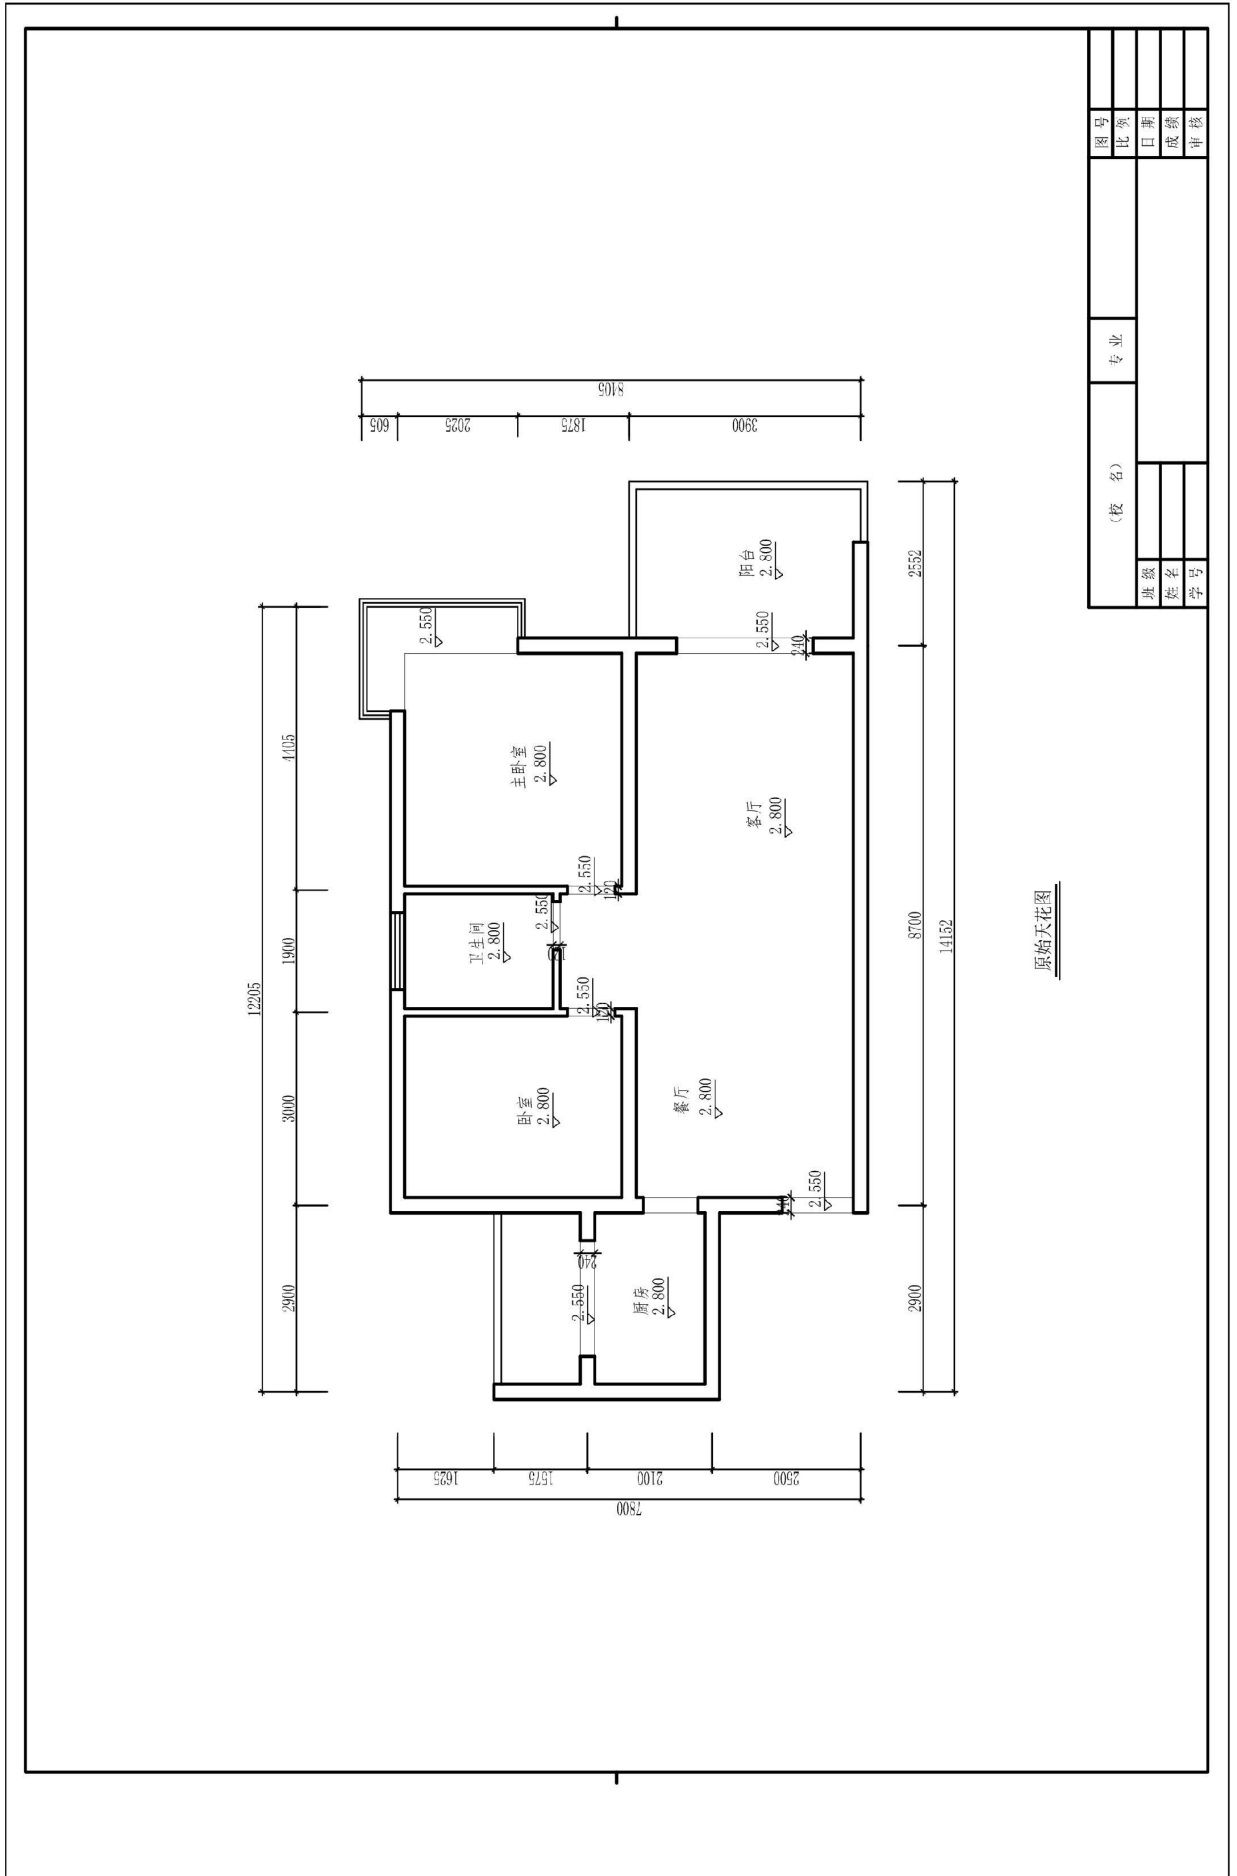 12205
2900
3000
1900
4405
7800
1625
1575
2100
2500
8105
605
2025
1875
3900
2900
8700
2552
14152
卧室
2.800
卫生间
2.800
主卧室
2.800
2.550
2.550
120
2.550
120
2.550
120
阳台
2.800
2.550
240
客厅
2.800
餐厅
2.800
2.550
240
厨房
2.800
2.550
240
原始天花图
(校 名)
专业
图号
比例
日期
成绩
审核
班级
姓名
学号